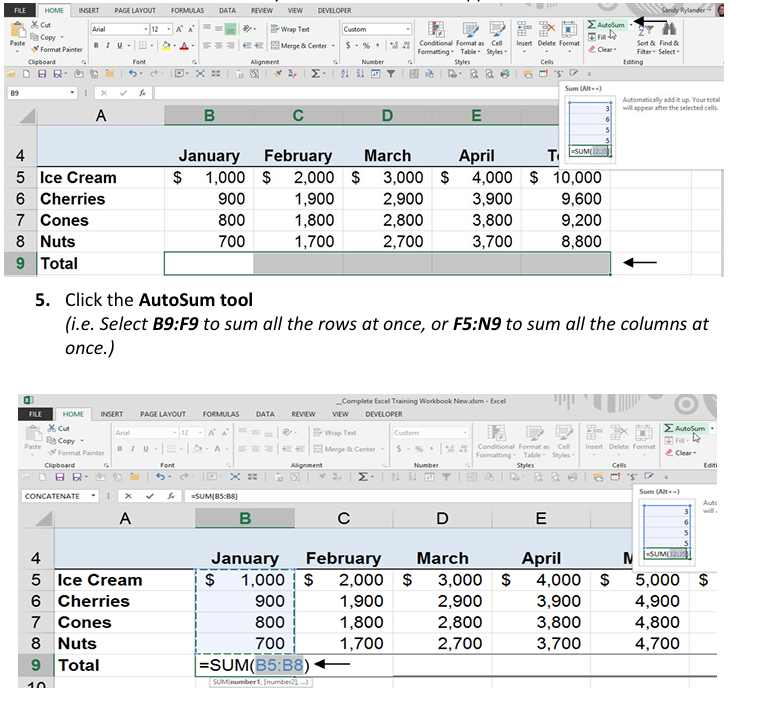 FILE HOME INSERT PAGE LAYOUT FORMULAS DATA REVIEW VIEW DEVELOPER Sandy Rylander
Cut Arial 12 A A Wrap Text Custom AutoSum
Copy Fill
Paste Format Painter B I U A Merge & Center $ % Conditional Format as Cell Insert Delete Format Clear Sort & Find &
Formatting Table Styles Filter Select
Clipboard Font Alignment Number Styles Cells Editing
B9 fx
Sum (Alt+=)
Automatically add it up. Your total
will appear after the selected cells.
3
6
5
5
=SUM(J2:J5)
A B C D E
4 January February March April T
5 Ice Cream $ 1,000 $ 2,000 $ 3,000 $ 4,000 $ 10,000
6 Cherries 900 1,900 2,900 3,900 9,600
7 Cones 800 1,800 2,800 3,800 9,200
8 Nuts 700 1,700 2,700 3,700 8,800
9 Total
5. Click the AutoSum tool
(i.e. Select B9:F9 to sum all the rows at once, or F5:N9 to sum all the columns at
once.)
_Complete Excel Training Workbook New.xlsm - Excel
FILE HOME INSERT PAGE LAYOUT FORMULAS DATA REVIEW VIEW DEVELOPER
Cut Arial 12 A A Wrap Text Custom AutoSum
Copy Fill
Paste Format Painter B I U A Merge & Center $ % Conditional Format as Cell Insert Delete Format Clear
Formatting Table Styles
Clipboard Font Alignment Number Styles Cells Editi
CONCATENATE fx =SUM(B5:B8)
Sum (Alt+=)
Autc
will
3
6
5
5
=SUM(J2:J5)
A B C D E
4 January February March April M
5 Ice Cream $ 1,000 $ 2,000 $ 3,000 $ 4,000 $ 5,000 $
6 Cherries 900 1,900 2,900 3,900 4,900
7 Cones 800 1,800 2,800 3,800 4,800
8 Nuts 700 1,700 2,700 3,700 4,700
9 Total =SUM(B5:B8)
10 SUM(number1, [number2], ...)